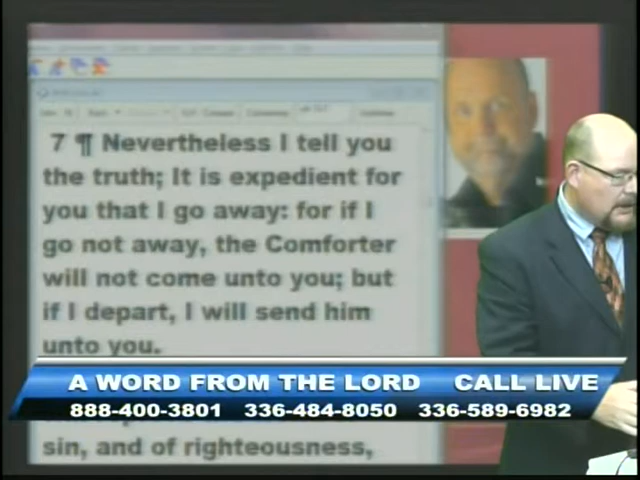 7 ¶ Nevertheless I tell you
the truth; It is expedient for
you that I go away: for if I
go not away, the Comforter
will not come unto you; but
if I depart, I will send him
unto you.
A WORD FROM THE LORD CALL LIVE
888-400-3801 336-484-8050 336-589-6982
sin, and of righteousness,